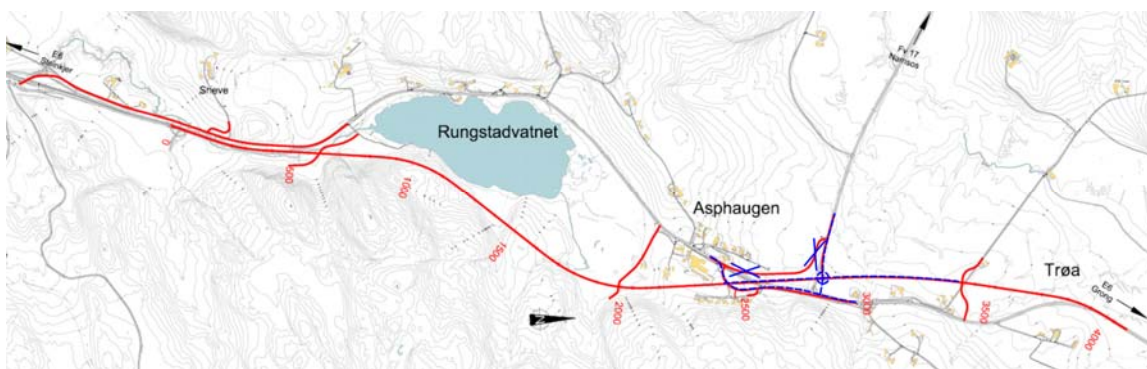 E6
Steinkjer
Sneve
Rungstadvatnet
Fv 17
Namsos
Asphaugen
Trøa
E6
Grong
0
500
1000
1500
2000
2500
3000
3500
4000
N